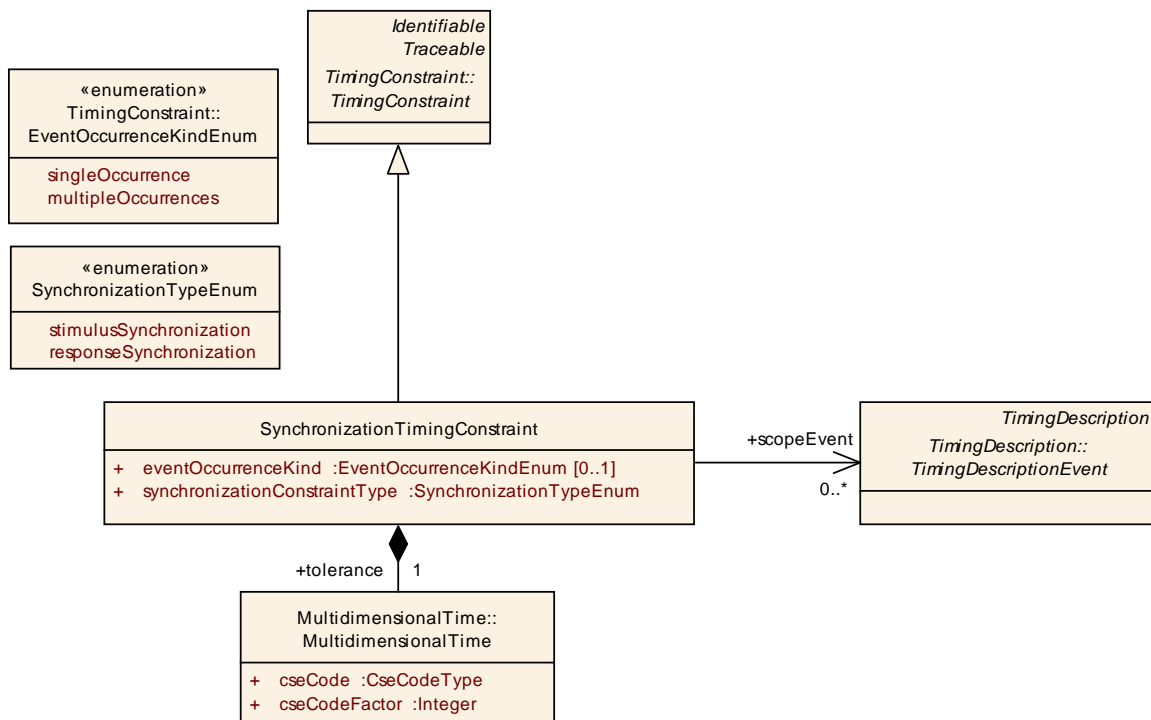 Identifiable
Traceable
TimingConstraint::
TimingConstraint
«enumeration»
TimingConstraint::
EventOccurrenceKindEnum
singleOccurrence
multipleOccurrences
«enumeration»
SynchronizationTypeEnum
stimulusSynchronization
responseSynchronization
SynchronizationTimingConstraint
+ eventOccurrenceKind :EventOccurrenceKindEnum [0..1]
+ synchronizationConstraintType :SynchronizationTypeEnum
+scopeEvent
0..*
TimingDescription
TimingDescription::
TimingDescriptionEvent
+tolerance 1
MultidimensionalTime::
MultidimensionalTime
+ cseCode :CseCodeType
+ cseCodeFactor :Integer